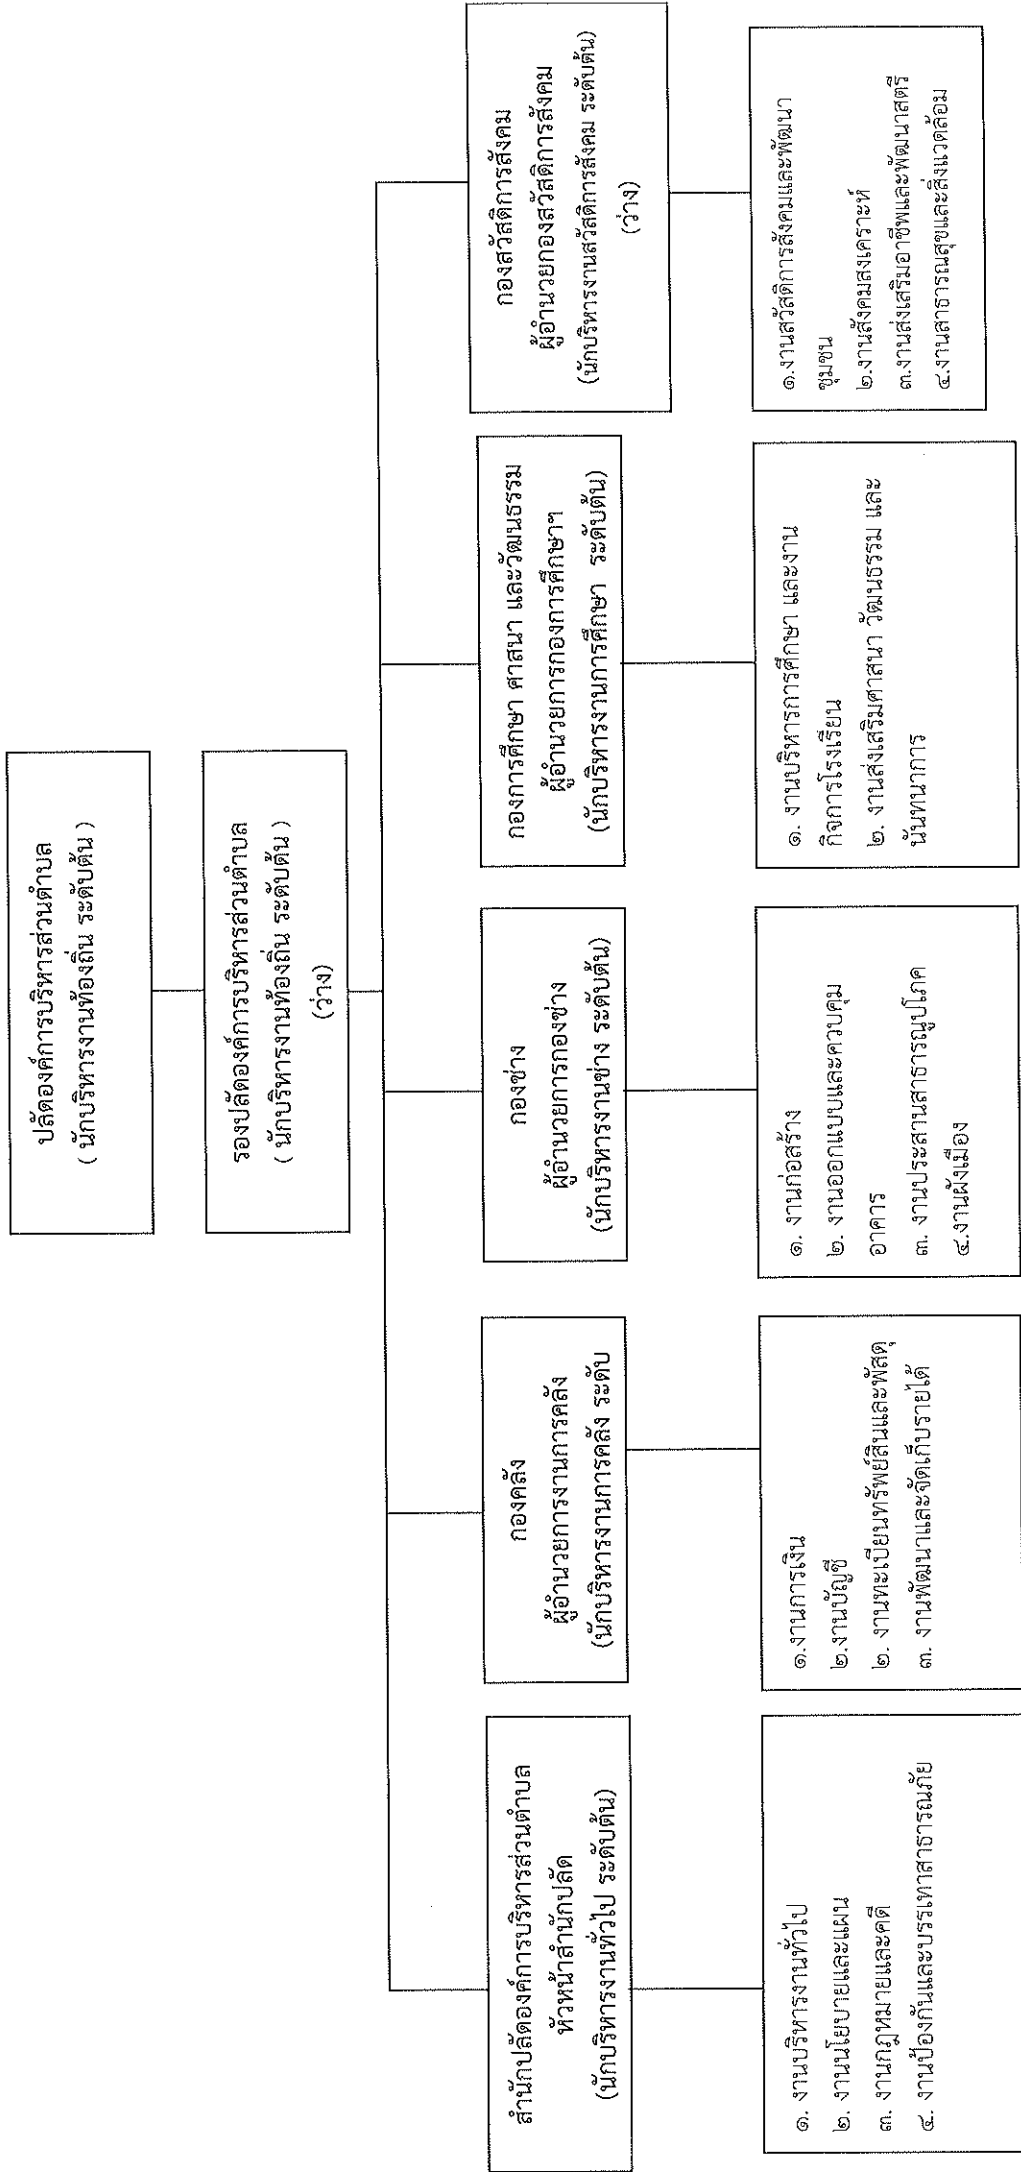 ปลัดองค์การบริหารส่วนตำบล
( นักบริหารงานท้องถิ่น ระดับต้น )
รองปลัดองค์การบริหารส่วนตำบล
( นักบริหารงานท้องถิ่น ระดับต้น )
(ว่าง)
สำนักปลัดองค์การบริหารส่วนตำบล
หัวหน้าสำนักปลัด
(นักบริหารงานทั่วไป ระดับต้น)
กองคลัง
ผู้อำนวยการงานการคลัง
(นักบริหารงานการคลัง ระดับ
กองช่าง
ผู้อำนวยการกองช่าง
(นักบริหารงานช่าง ระดับต้น)
กองการศึกษา ศาสนา และวัฒนธรรม
ผู้อำนวยการกองการศึกษาฯ
(นักบริหารงานการศึกษา ระดับต้น)
กองสวัสดิการสังคม
ผู้อำนวยกองสวัสดิการสังคม
(นักบริหารงานสวัสดิการสังคม ระดับต้น)
(ว่าง)
๑. งานบริหารงานทั่วไป
๒. งานนโยบายและแผน
๓. งานกฎหมายและคดี
๔. งานป้องกันและบรรเทาสาธารณภัย
๑.งานการเงิน
๒.งานบัญชี
๒. งานทะเบียนทรัพย์สินและพัสดุ
๓. งานพัฒนาและจัดเก็บรายได้
๑. งานก่อสร้าง
๒. งานออกแบบและควบคุม
อาคาร
๓. งานประสานสาธารณูปโภค
๔.งานผังเมือง
๑. งานบริหารการศึกษา และงาน
กิจการโรงเรียน
๒. งานส่งเสริมศาสนา วัฒนธรรม และ
นันทนาการ
๑.งานสวัสดิการสังคมและพัฒนา
ชุมชน
๒.งานสังคมสงเคราะห์
๓.งานส่งเสริมอาชีพและพัฒนาสตรี
๔.งานสาธารณสุขและสิ่งแวดล้อม